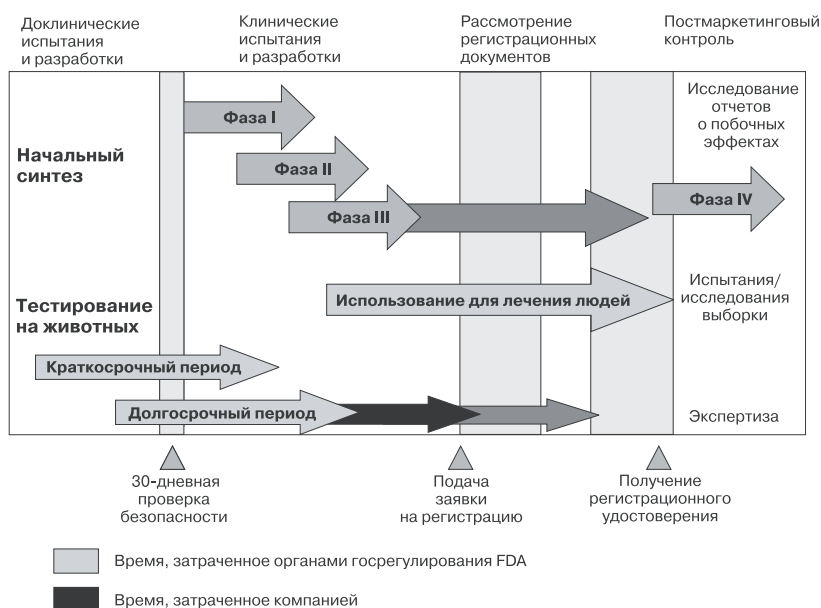 Доклинические
испытания
и разработки
Клинические
испытания
и разработки
Рассмотрение
регистрационных
документов
Постмаркетинговый
контроль
Исследование
отчетов
о побочных
эффектах
Фаза I
Начальный
синтез
Фаза II
Фаза IV
Фаза III
Испытания/
исследования
выборки
Использование для лечения людей
Тестирование
на животных
Краткосрочный период
Долгосрочный период
Экспертиза
30-дневная
проверка
безопасности
Подача
заявки
на регистрацию
Получение
регистрационного
удостоверения
Время, затраченное органами госрегулирования FDA
Время, затраченное компанией